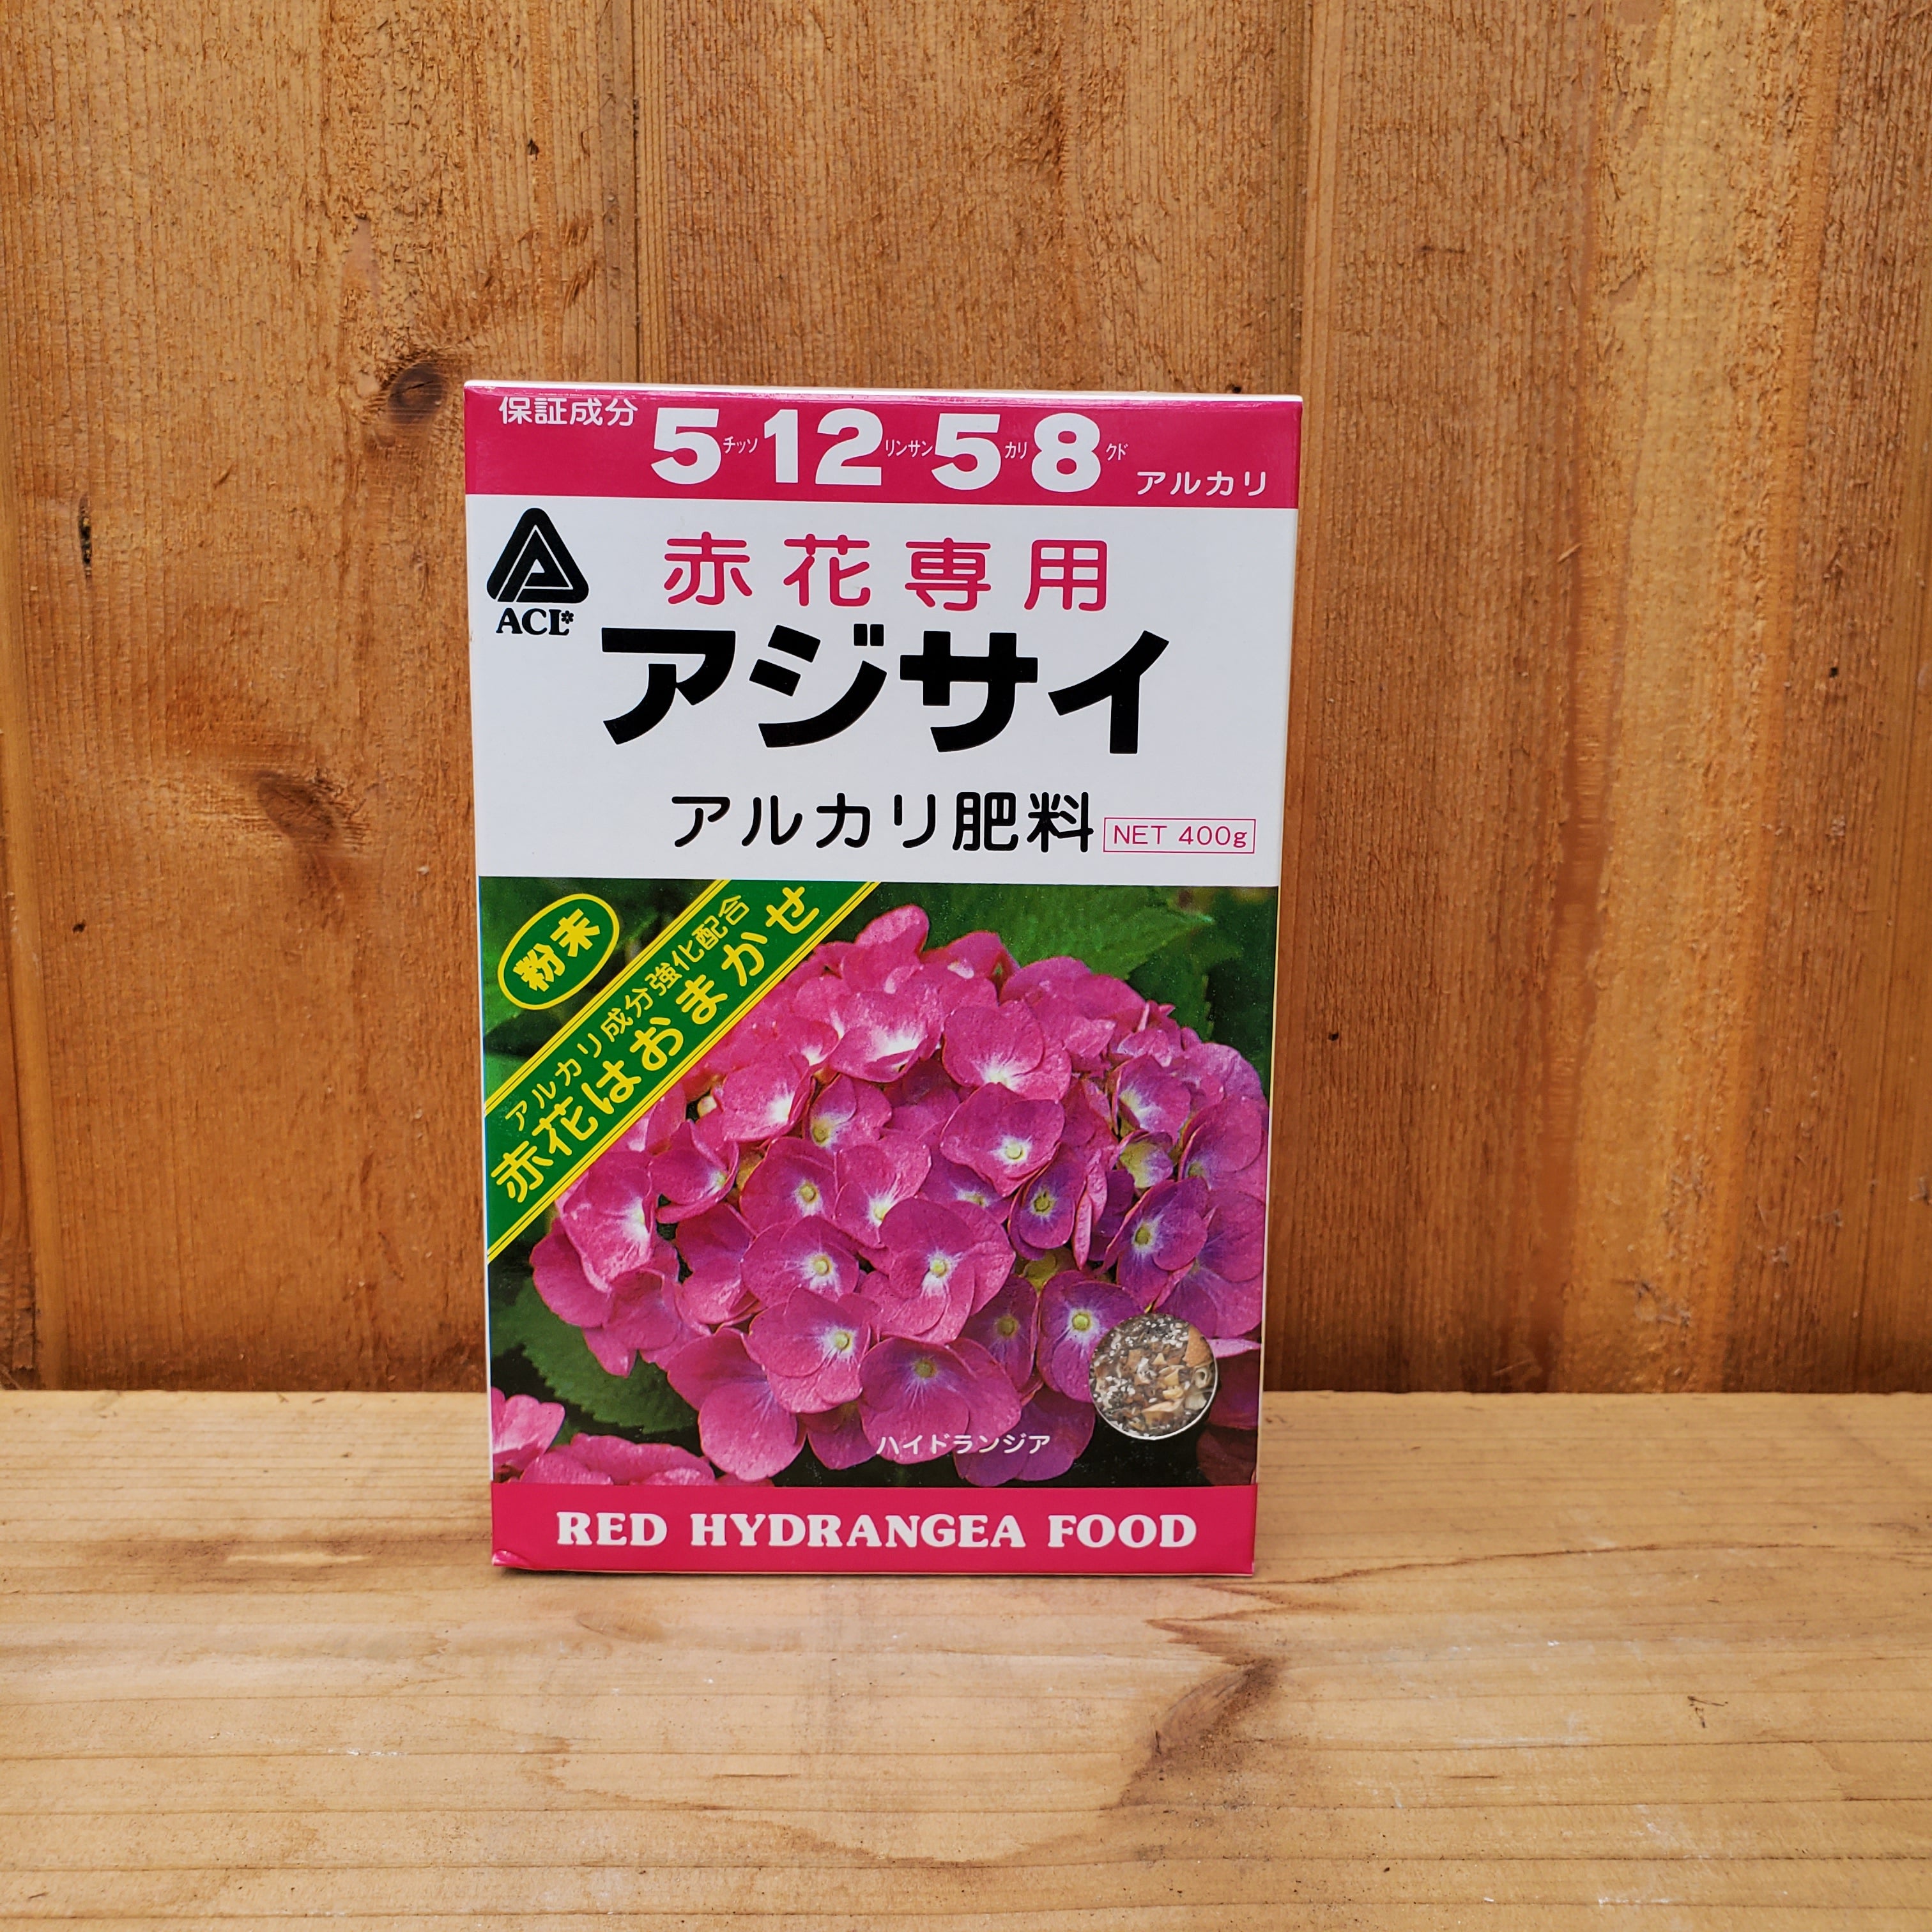 保証成分 5チッソ 12リンサン 5カリ 8クド アルカリ
ACL
赤花専用
アジサイ
アルカリ肥料 NET 400g
粉末
アルカリ成分強化配合
赤花はおまかせ
ハイドランジア
RED HYDRANGEA FOOD